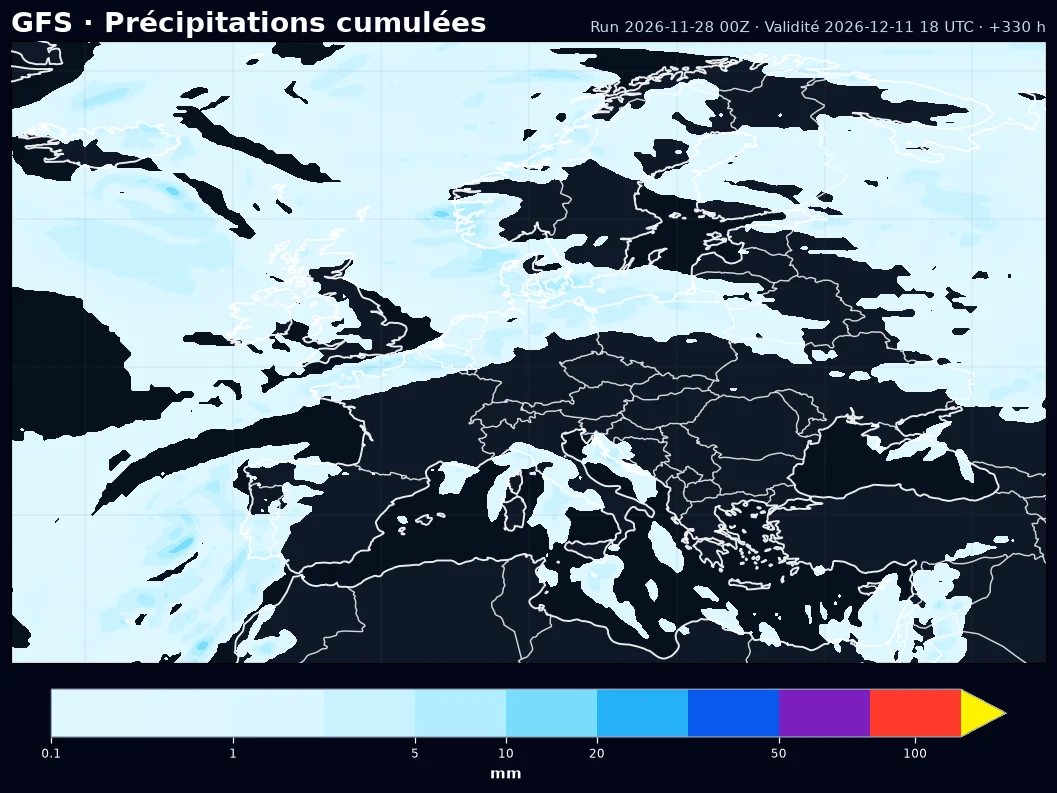 GFS · Précipitations cumulées
Run 2026-11-28 00Z · Validité 2026-12-11 18 UTC · +330 h
0.1 1 5 10 20 50 100
mm